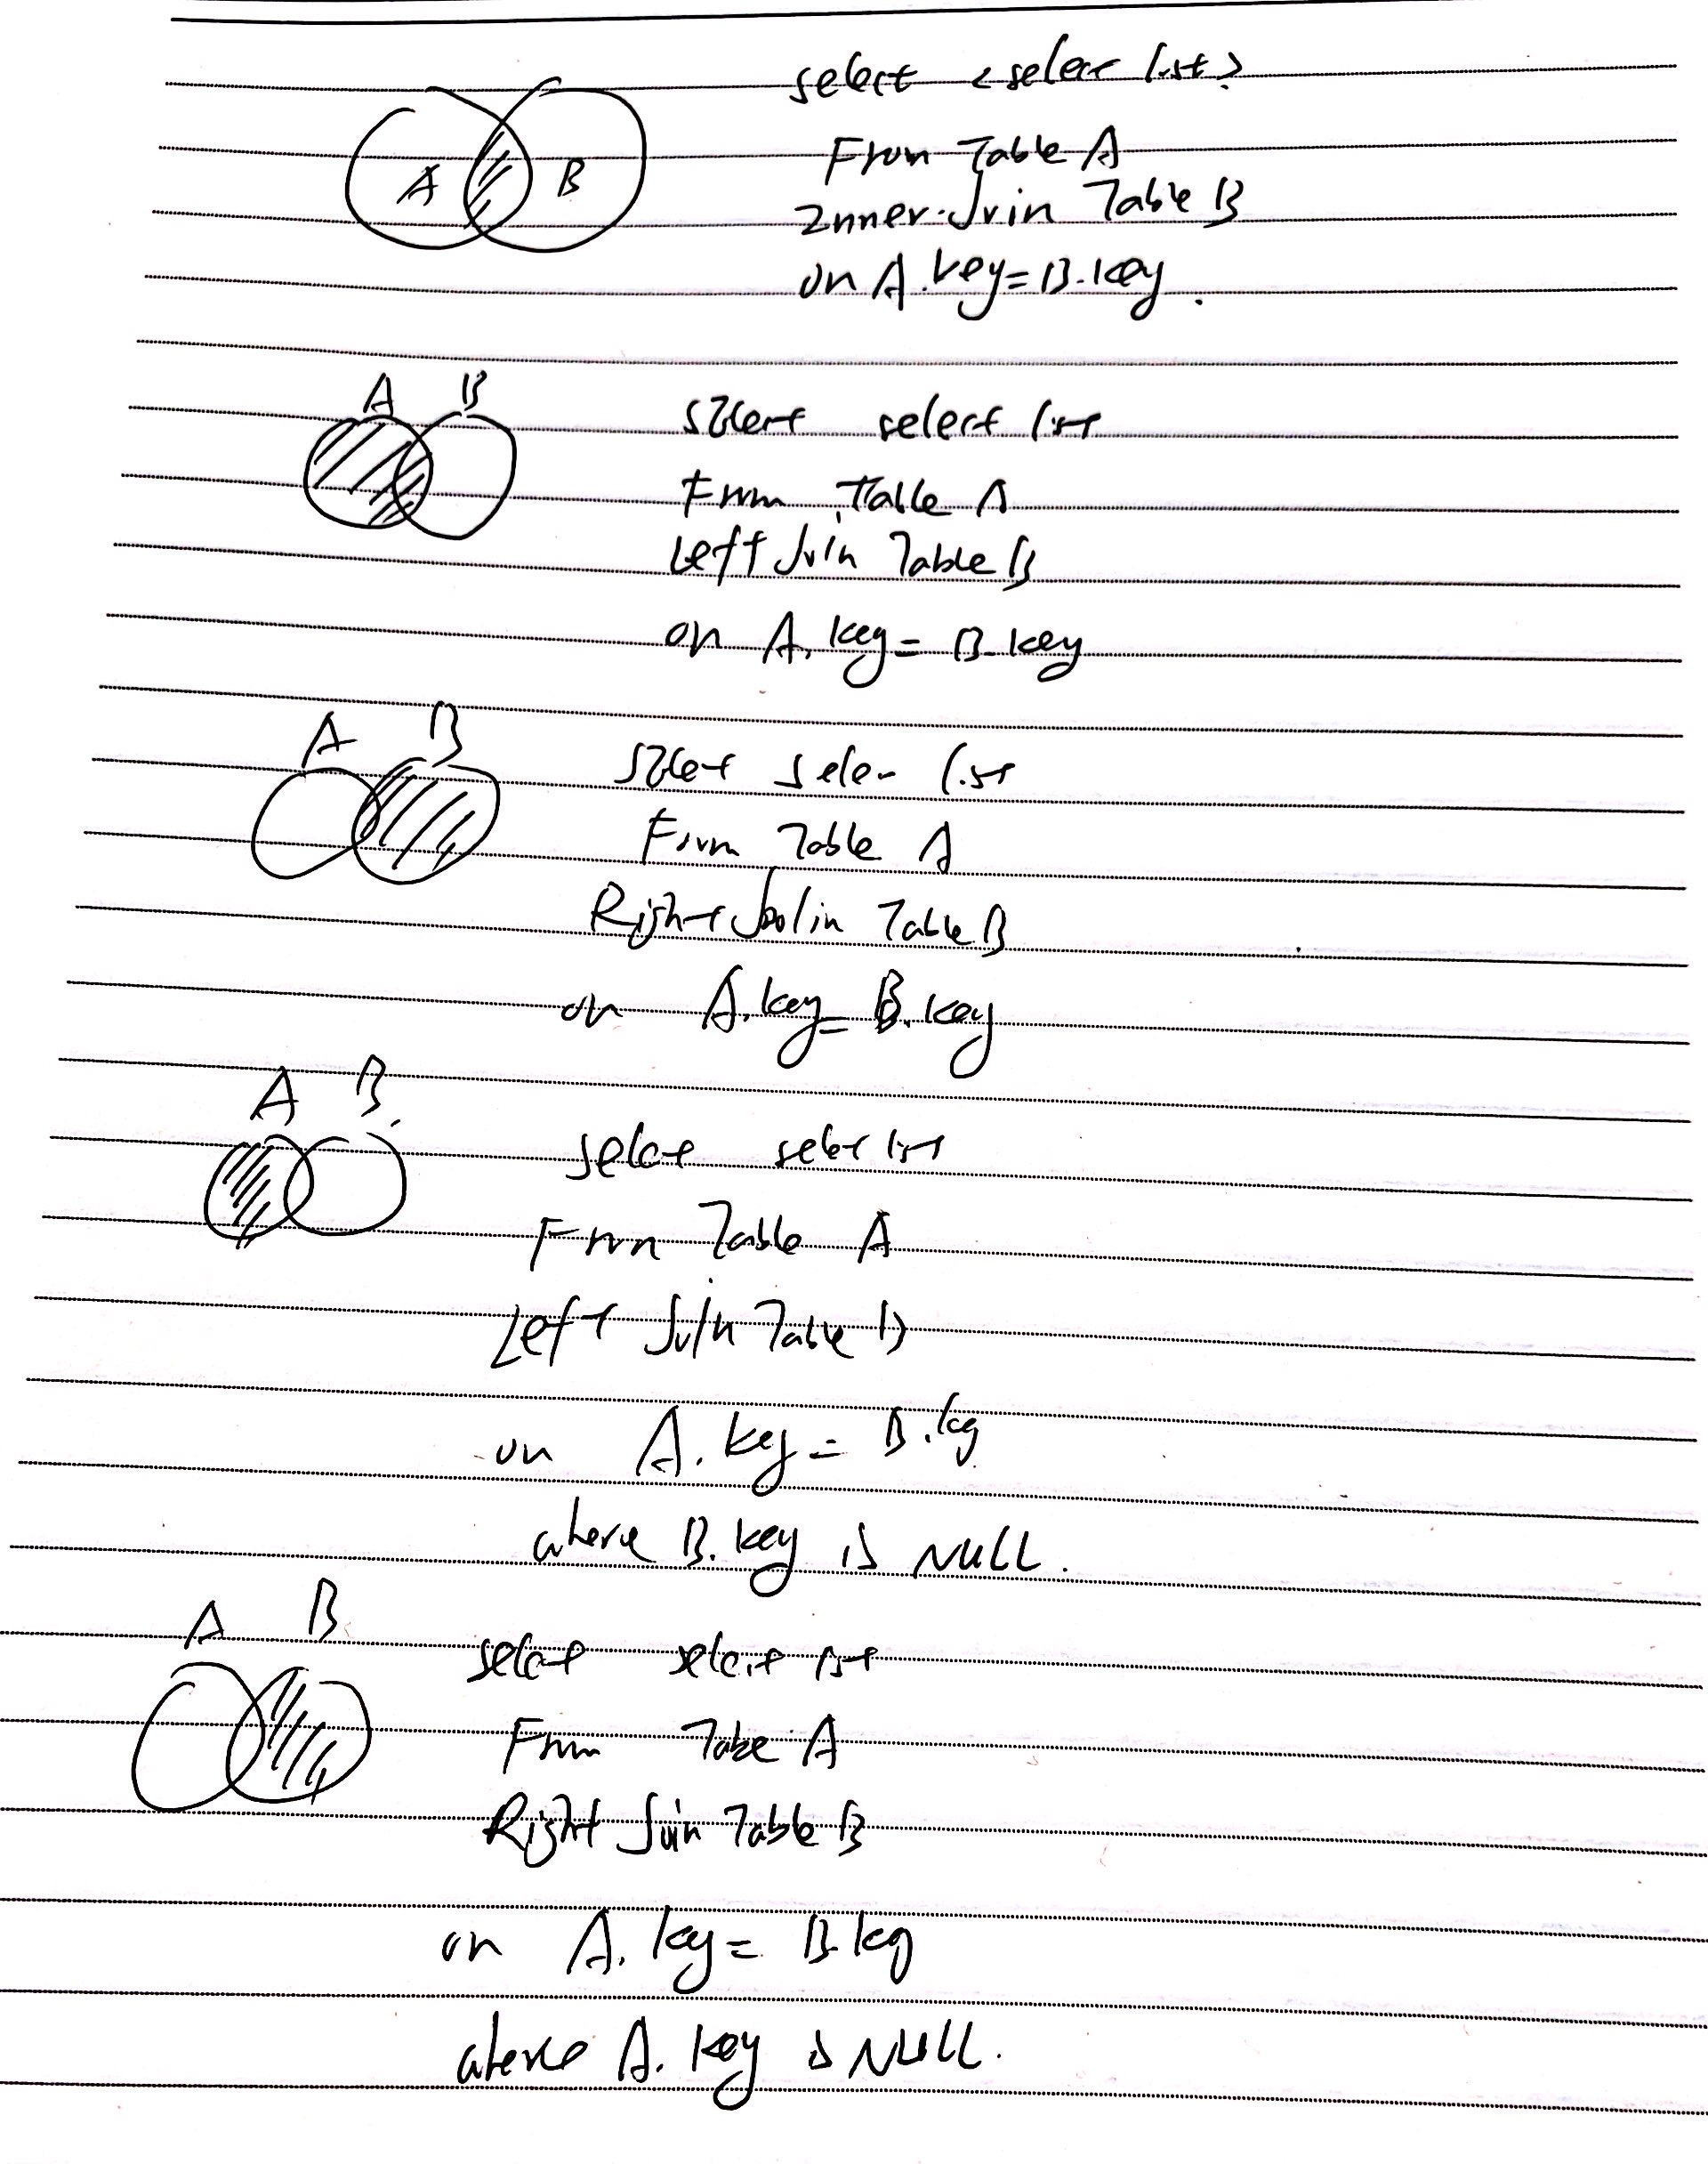 select <select list>
From Table A
A B
Inner Join Table B
on A.key=B.key.
A B
select select list
From Table A
Left Join Table B
on A.key = B.key
A B
select select list
From Table A
Right Join Table B
on A.key = B.key
A B
select select list
From Table A
Left Join Table B
on A.key = B.key
where B.key is NULL.
A B
select select list
From Table A
Right Join Table B
on A.key = B.key
where A.key is NULL.